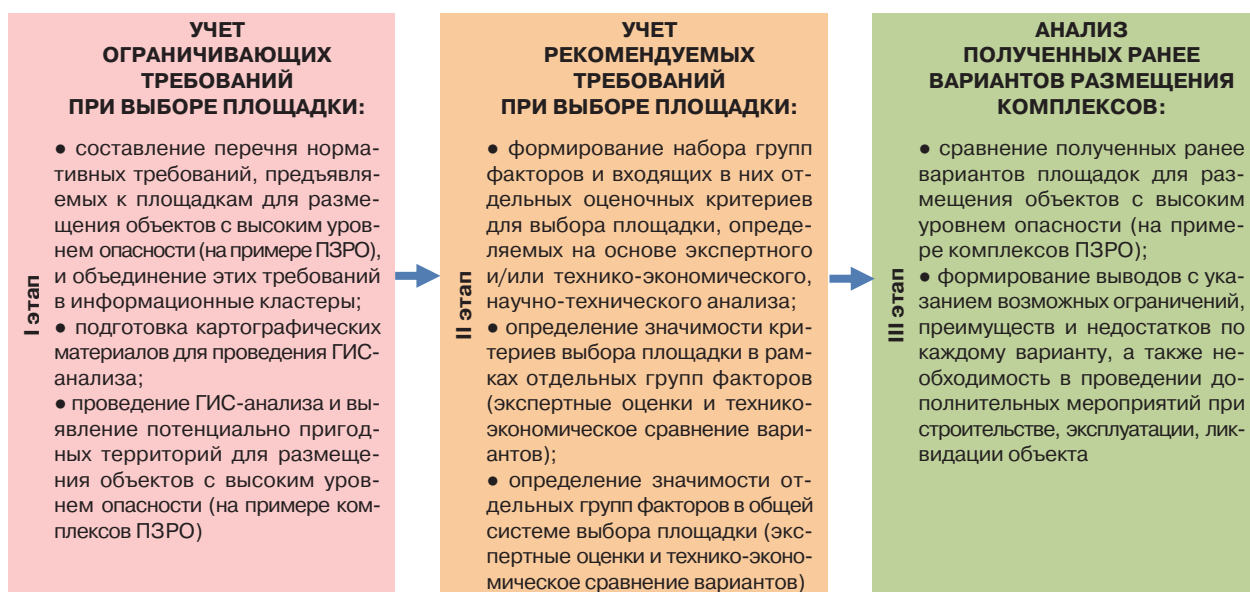 УЧЕТ
ОГРАНИЧИВАЮЩИХ
ТРЕБОВАНИЙ
ПРИ ВЫБОРЕ ПЛОЩАДКИ:
I этап
● составление перечня норма-
тивных требований, предъявля-
емых к площадкам для разме-
щения объектов с высоким уров-
нем опасности (на примере ПЗРО),
и объединение этих требований
в информационные кластеры;
● подготовка картографических
материалов для проведения ГИС-
анализа;
● проведение ГИС-анализа и вы-
явление потенциально пригод-
ных территорий для размеще-
ния объектов с высоким уров-
нем опасности (на примере ком-
плексов ПЗРО)
УЧЕТ
РЕКОМЕНДУЕМЫХ
ТРЕБОВАНИЙ
ПРИ ВЫБОРЕ ПЛОЩАДКИ:
II этап
● формирование набора групп
факторов и входящих в них от-
дельных оценочных критериев
для выбора площадки, опреде-
ляемых на основе экспертного
и/или технико-экономического,
научно-технического анализа;
● определение значимости кри-
териев выбора площадки в рам-
ках отдельных групп факторов
(экспертные оценки и технико-
экономическое сравнение вари-
антов);
● определение значимости от-
дельных групп факторов в общей
системе выбора площадки (экс-
пертные оценки и технико-эконо-
мическое сравнение вариантов)
АНАЛИЗ
ПОЛУЧЕННЫХ РАНЕЕ
ВАРИАНТОВ РАЗМЕЩЕНИЯ
КОМПЛЕКСОВ:
III этап
● сравнение полученных ранее
вариантов площадок для раз-
мещения объектов с высоким
уровнем опасности (на приме-
ре комплексов ПЗРО);
● формирование выводов с ука-
занием возможных ограничений,
преимуществ и недостатков по
каждому варианту, а также не-
обходимость в проведении до-
полнительных мероприятий при
строительстве, эксплуатации, лик-
видации объекта